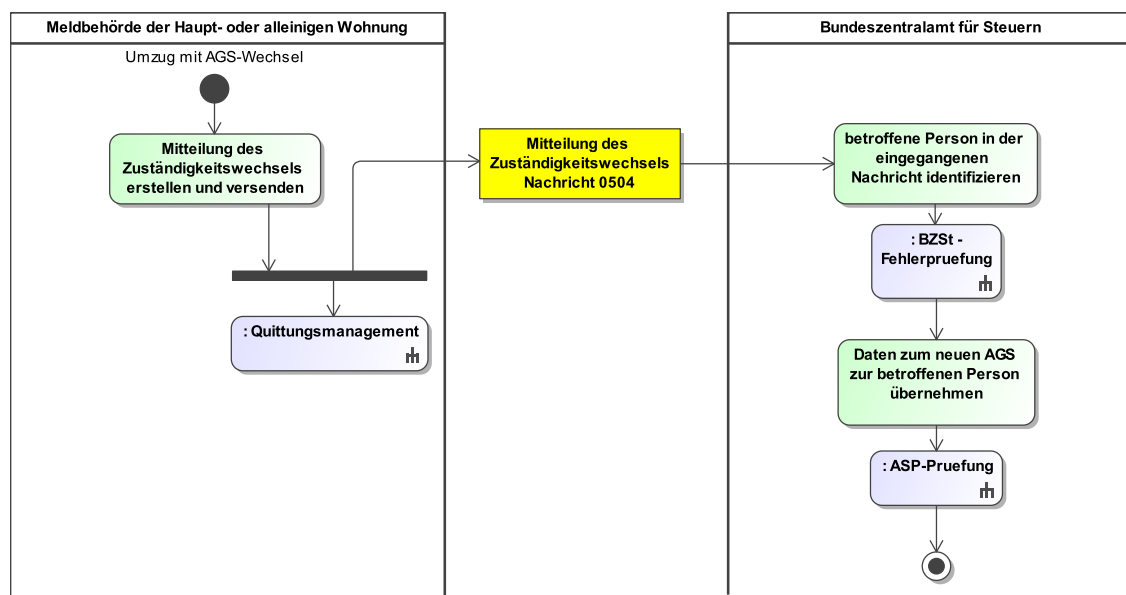 Meldbehörde der Haupt- oder alleinigen Wohnung
Umzug mit AGS-Wechsel
Mitteilung des
Zuständigkeitswechsels
erstellen und versenden
: Quittungsmanagement
Mitteilung des
Zuständigkeitswechsels
Nachricht 0504
Bundeszentralamt für Steuern
betroffene Person in der
eingegangenen
Nachricht identifizieren
: BZSt -
Fehlerpruefung
Daten zum neuen AGS
zur betroffenen Person
übernehmen
: ASP-Pruefung